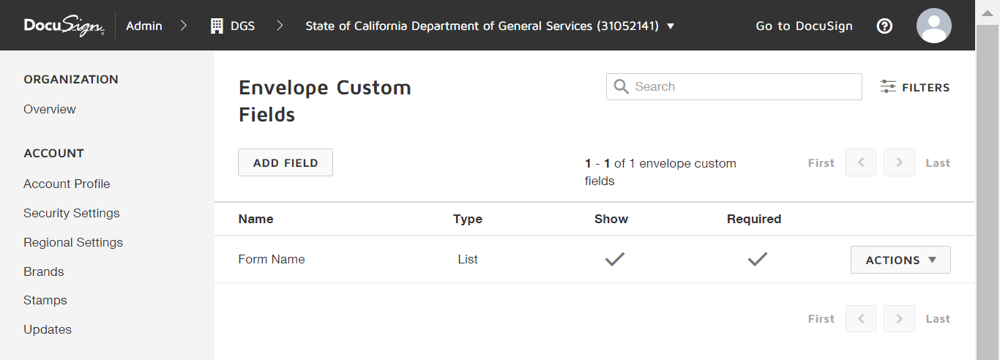 DocuSign Admin DGS State of California Department of General Services (31052141) Go to DocuSign
ORGANIZATION
Overview
ACCOUNT
Account Profile
Security Settings
Regional Settings
Brands
Stamps
Updates
Envelope Custom
Fields
Search
FILTERS
ADD FIELD
1 - 1 of 1 envelope custom
fields
First Last
Name Type Show Required
Form Name List ACTIONS
First Last